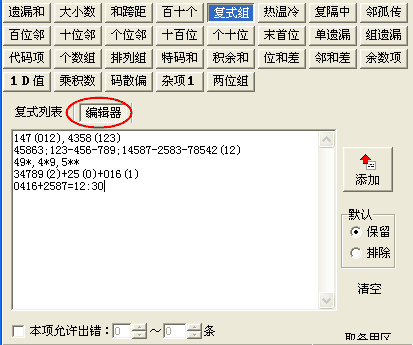 遗漏和 大小数 和跨距 百十个 复式组 热温冷 复隔中 邻孤传
百位邻 十位邻 个位邻 十百位 个十位 末首位 单遗漏 组遗漏
代码项 个数组 排列组 特码和 积余和 位和差 邻和差 余数项
1D值 乘积数 码散偏 杂项1 两位组
复式列表 编辑器
147(012),4358(123)
45863;123-456-789;14587-2583-78542(12)
49*,4*9,5**
34789(2)+25(0)+016(1)
0416+2587=12:30
添加
默认
保留
排除
清空
本项允许出错: 0 ～ 0 条